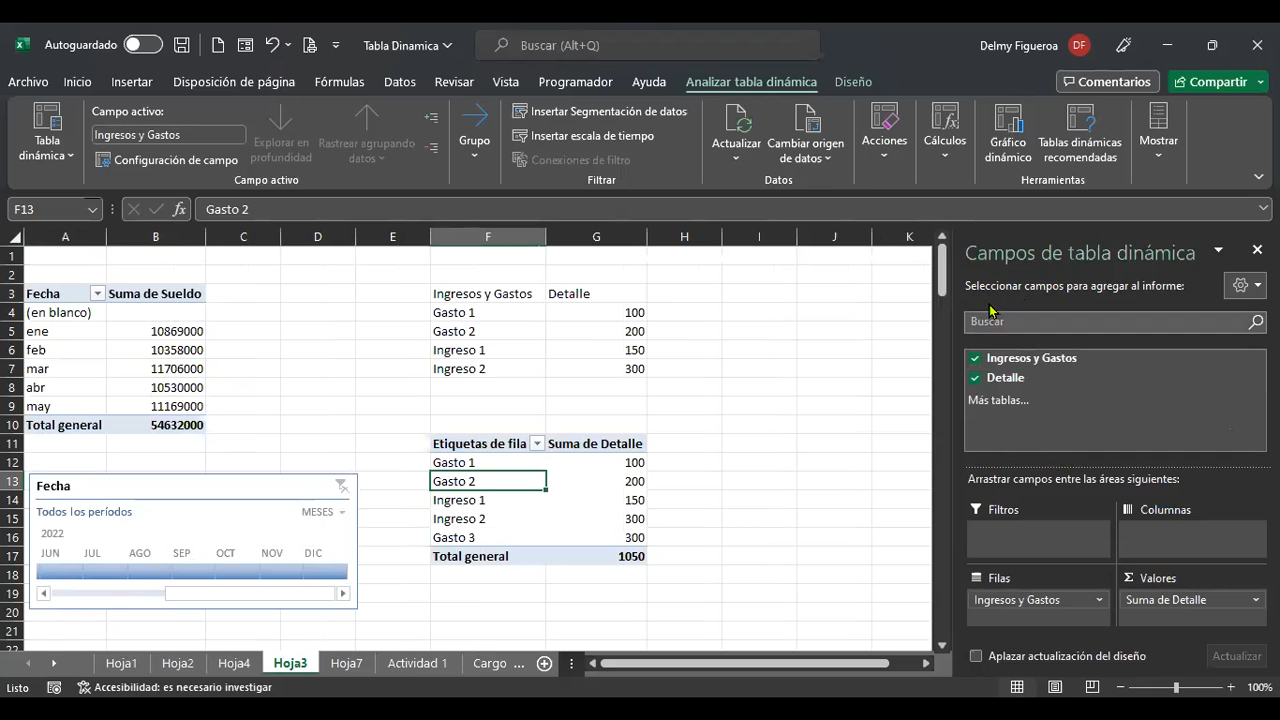 Autoguardado
Tabla Dinamica
Buscar (Alt+Q)
Delmy Figueroa
DF
Archivo Inicio Insertar Disposición de página Fórmulas Datos Revisar Vista Programador Ayuda Analizar tabla dinámica Diseño Comentarios Compartir
Tabla dinámica
Campo activo:
Ingresos y Gastos
Configuración de campo
Explorar en profundidad
Rastrear agrupando datos
Campo activo
Grupo
Insertar Segmentación de datos
Insertar escala de tiempo
Conexiones de filtro
Filtrar
Actualizar
Cambiar origen de datos
Datos
Acciones
Cálculos
Gráfico dinámico
Tablas dinámicas recomendadas
Herramientas
Mostrar
F13
fx
Gasto 2
A B C D E F G H I J K
1
2
3 Fecha Suma de Sueldo Ingresos y Gastos Detalle
4 (en blanco) Gasto 1 100
5 ene 10869000 Gasto 2 200
6 feb 10358000 Ingreso 1 150
7 mar 11706000 Ingreso 2 300
8 abr 10530000
9 may 11169000
10 Total general 54632000
11 Etiquetas de fila Suma de Detalle
12 Gasto 1 100
13 Gasto 2 200
14 Ingreso 1 150
15 Ingreso 2 300
16 Gasto 3 300
17 Total general 1050
18
19
20
21
Fecha
Todos los períodos MESES
2022
JUN JUL AGO SEP OCT NOV DIC
Campos de tabla dinámica
Seleccionar campos para agregar al informe:
Buscar
Ingresos y Gastos
Detalle
Más tablas...
Arrastrar campos entre las áreas siguientes:
Filtros Columnas
Filas Σ Valores
Ingresos y Gastos Suma de Detalle
Aplazar actualización del diseño Actualizar
Hoja1 Hoja2 Hoja4 Hoja3 Hoja7 Actividad 1 Cargo ...
Listo Accesibilidad: es necesario investigar 100%